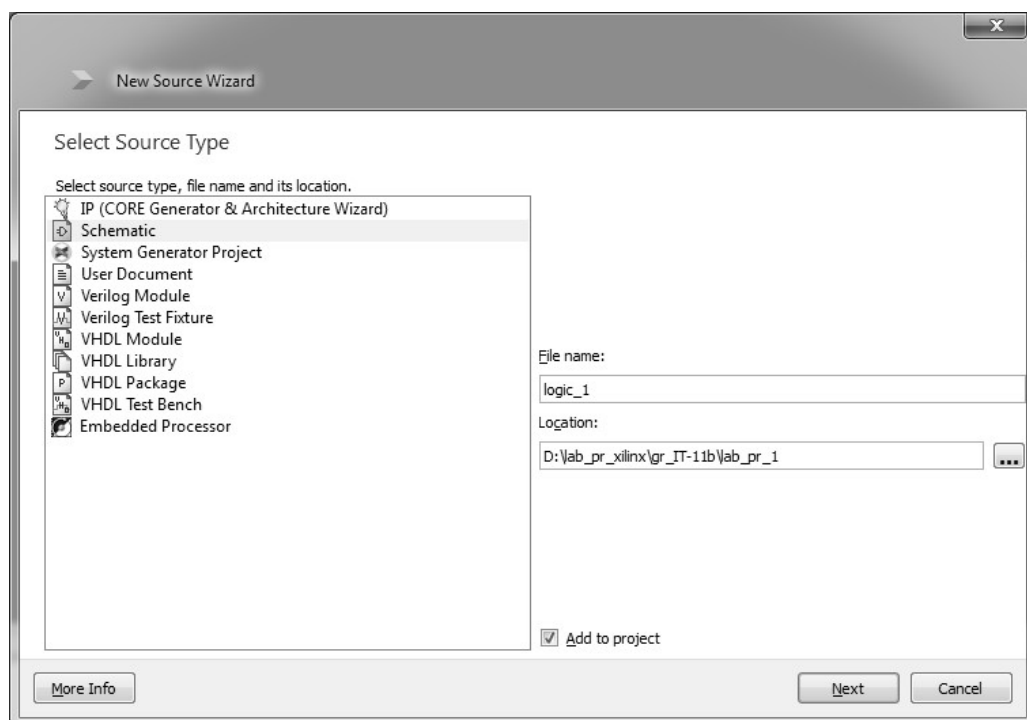 New Source Wizard
Select Source Type
Select source type, file name and its location.
IP (CORE Generator & Architecture Wizard)
Schematic
System Generator Project
User Document
Verilog Module
Verilog Test Fixture
VHDL Module
VHDL Library
VHDL Package
VHDL Test Bench
Embedded Processor
File name:
logic_1
Location:
D:\lab_pr_xilinx\gr_IT-11b\lab_pr_1
...
Add to project
More Info
Next
Cancel